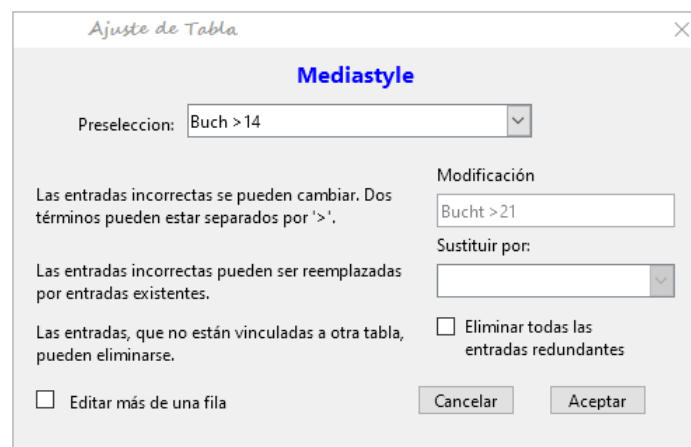 Ajuste de Tabla
Mediastyle
Preseleccion: Buch >14
Las entradas incorrectas se pueden cambiar. Dos
términos pueden estar separados por '>'.
Modificación
Bucht >21
Sustituir por:
Las entradas incorrectas pueden ser reemplazadas
por entradas existentes.
Las entradas, que no están vinculadas a otra tabla,
pueden eliminarse.
Eliminar todas las
entradas redundantes
Editar más de una fila
Cancelar
Aceptar